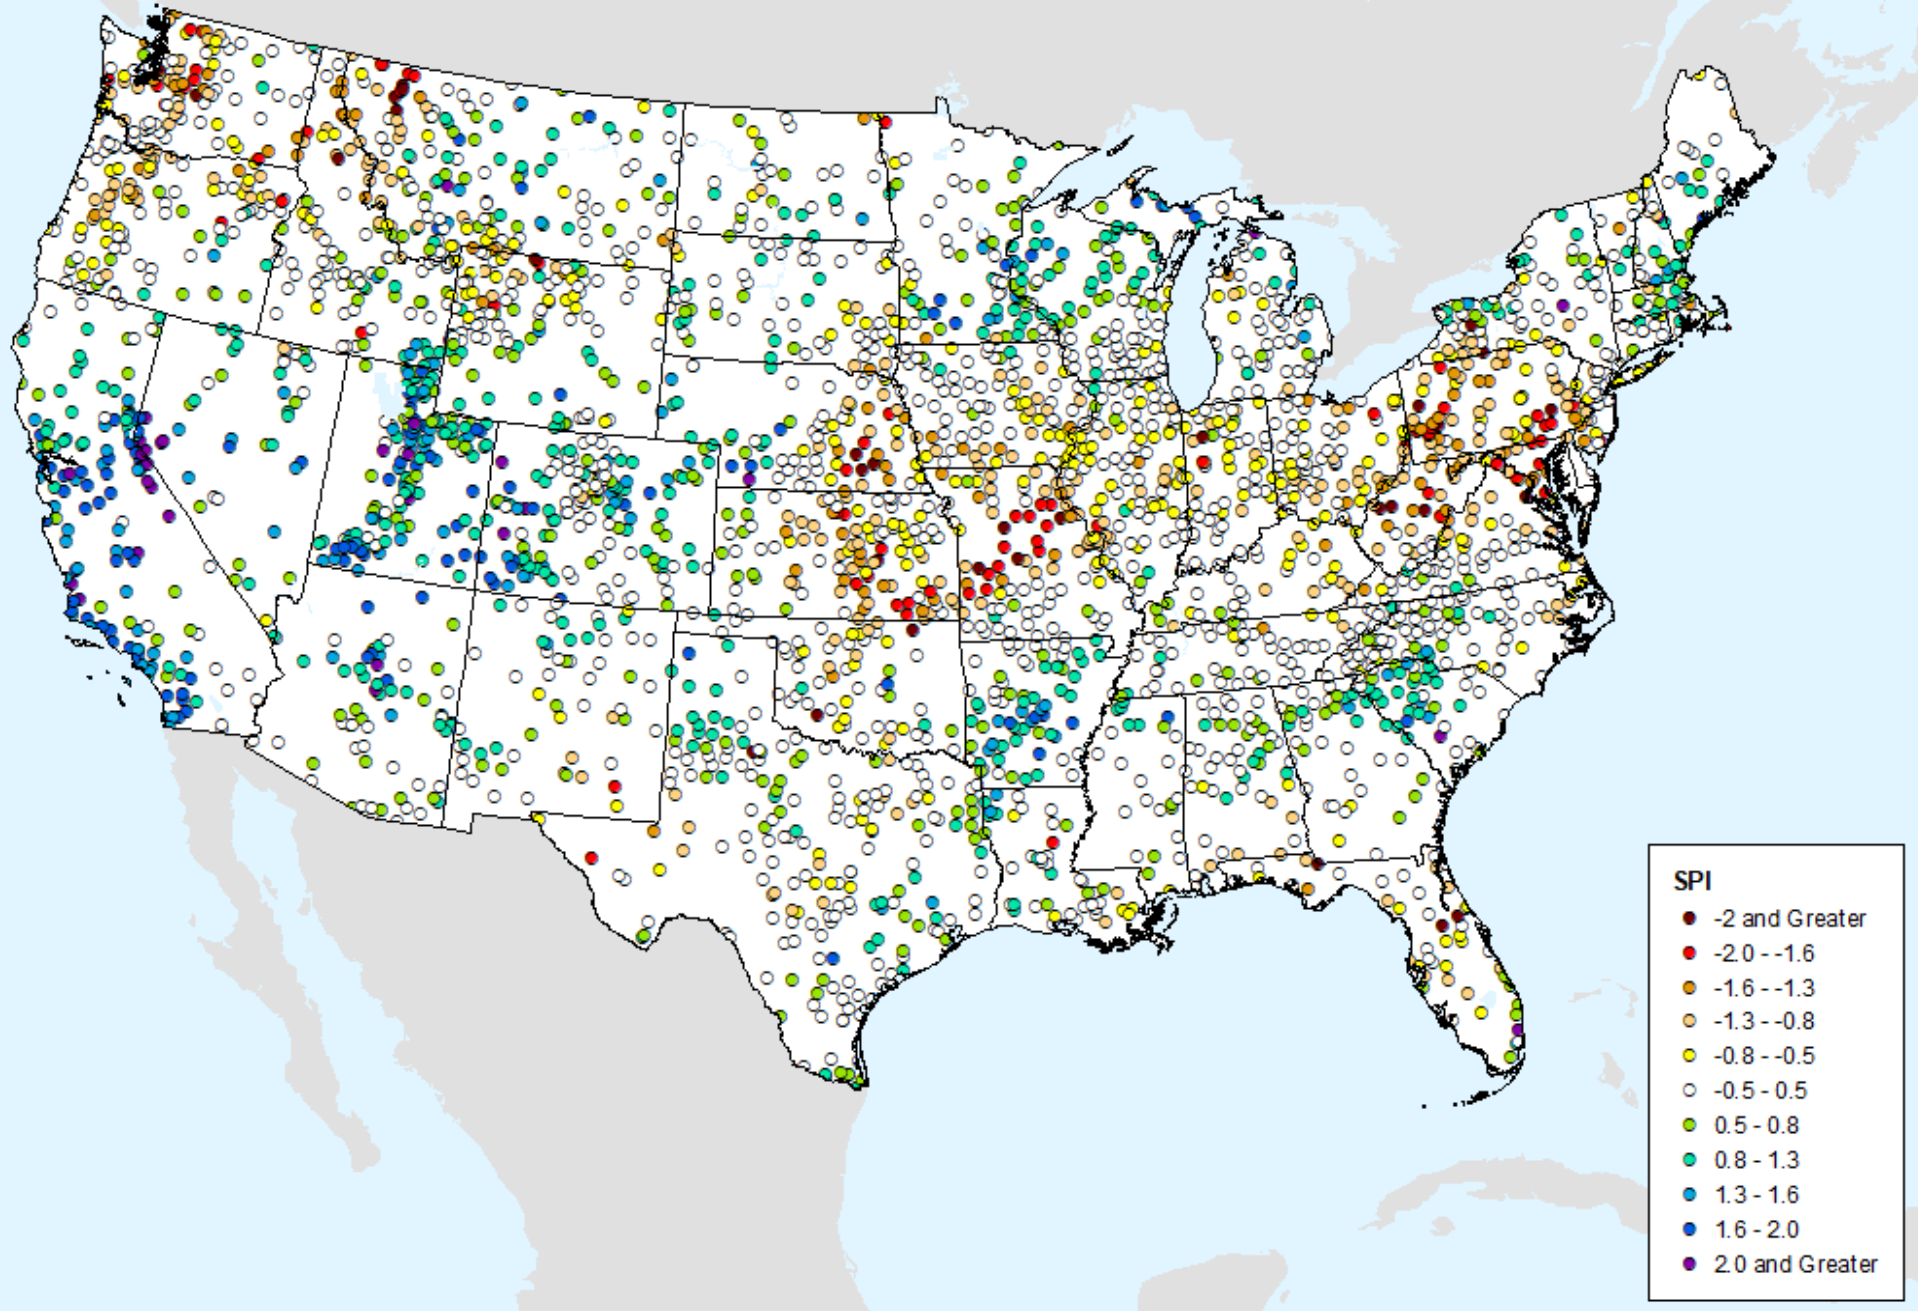 SPI
-2 and Greater
-2.0 - -1.6
-1.6 - -1.3
-1.3 - -0.8
-0.8 - -0.5
-0.5 - 0.5
0.5 - 0.8
0.8 - 1.3
1.3 - 1.6
1.6 - 2.0
2.0 and Greater